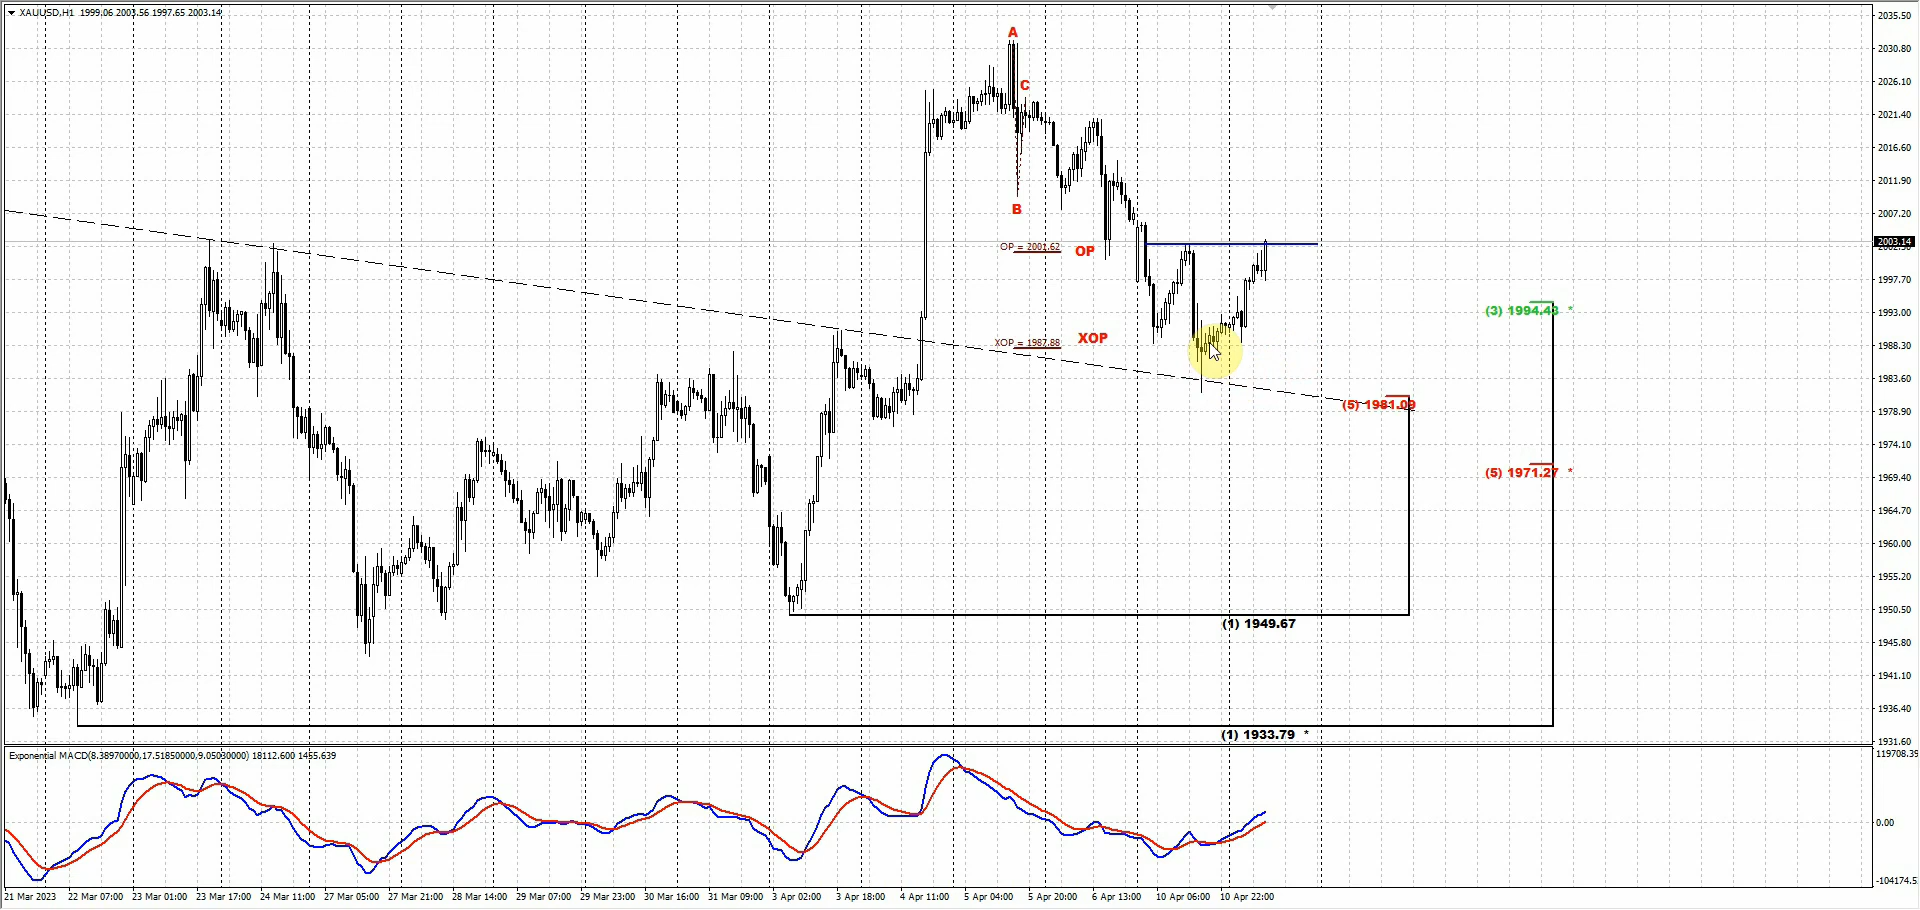 XAUUSD,H1 1999.06 2003.56 1997.65 2003.14
A
C
B
OP = 2001.62
OP
XOP = 1987.88
XOP
(3) 1994.43 *
(5) 1981.09
(5) 1971.27 *
(1) 1949.67
(1) 1933.79 *
2035.50
2030.80
2026.10
2021.40
2016.60
2011.90
2007.20
2003.14
1997.70
1993.00
1988.30
1983.60
1978.90
1974.10
1969.40
1964.70
1960.00
1955.20
1950.50
1945.80
1941.10
1936.40
1931.60
Exponential MACD(8.38970000,17.51850000,9.05030000) 18112.600 1455.639
119708.39
0.00
-104174.5
21 Mar 2023 22 Mar 07:00 23 Mar 01:00 23 Mar 17:00 24 Mar 11:00 27 Mar 05:00 27 Mar 21:00 28 Mar 14:00 29 Mar 07:00 29 Mar 23:00 30 Mar 16:00 31 Mar 09:00 3 Apr 02:00 3 Apr 18:00 4 Apr 11:00 5 Apr 04:00 5 Apr 20:00 6 Apr 13:00 10 Apr 06:00 10 Apr 22:00